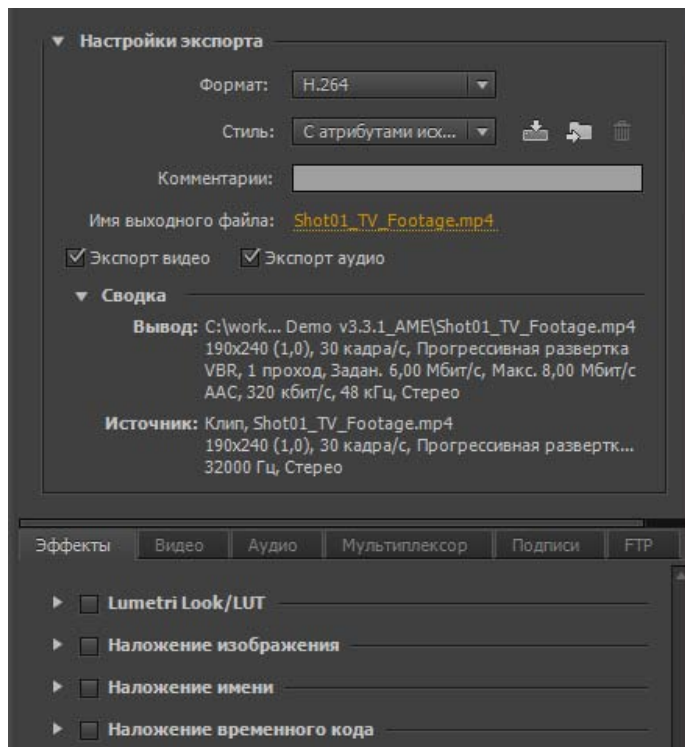 Настройки экспорта
Формат: H.264
Стиль: С атрибутами исх...
Комментарии:
Имя выходного файла: Shot01_TV_Footage.mp4
Экспорт видео Экспорт аудио
Сводка
Вывод: C:\work... Demo v3.3.1_AME\Shot01_TV_Footage.mp4
190x240 (1,0), 30 кадра/с, Прогрессивная развертка
VBR, 1 проход, Задан. 6,00 Мбит/с, Макс. 8,00 Мбит/с
AAC, 320 кбит/с, 48 кГц, Стерео
Источник: Клип, Shot01_TV_Footage.mp4
190x240 (1,0), 30 кадра/с, Прогрессивная развертк...
32000 Гц, Стерео
Эффекты Видео Аудио Мультиплексор Подписи FTP
Lumetri Look/LUT
Наложение изображения
Наложение имени
Наложение временного кода